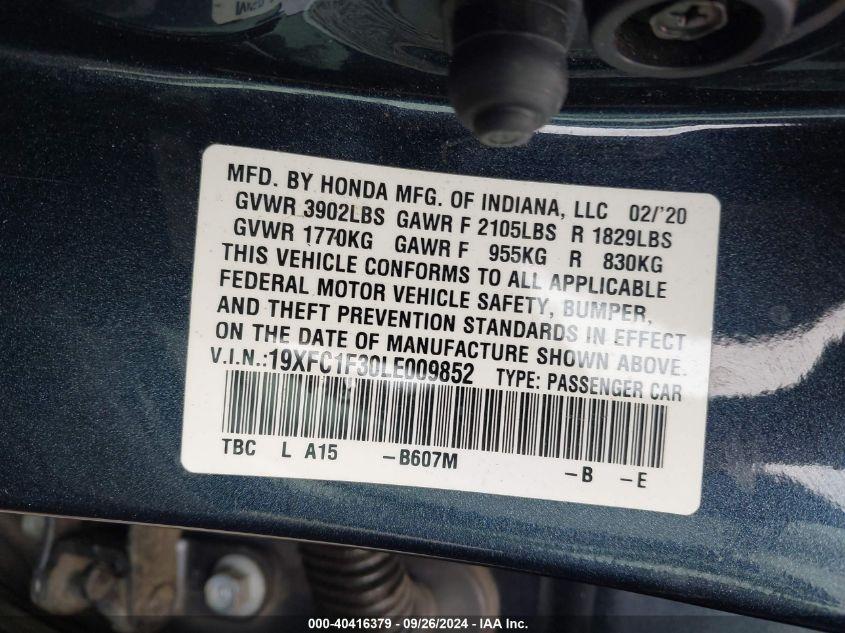 MFD. BY HONDA MFG. OF INDIANA, LLC 02/'20
GVWR 3902LBS GAWR F 2105LBS R 1829LBS
GVWR 1770KG GAWR F 955KG R 830KG
THIS VEHICLE CONFORMS TO ALL APPLICABLE
FEDERAL MOTOR VEHICLE SAFETY, BUMPER,
AND THEFT PREVENTION STANDARDS IN EFFECT
ON THE DATE OF MANUFACTURE SHOWN ABOVE.
V.I.N.:19XFC1F30LE009852 TYPE: PASSENGER CAR
TBC L A15 -B607M -B -E
000-40416379 - 09/26/2024 - IAA Inc.